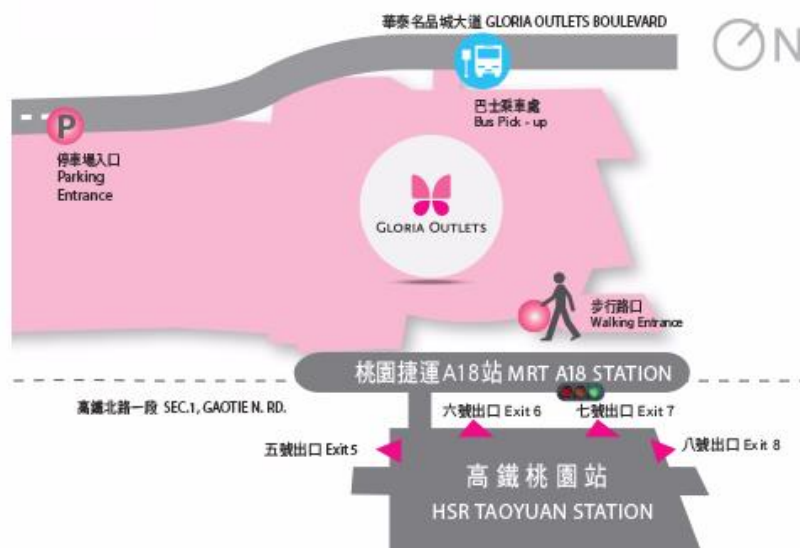 華泰名品城大道 GLORIA OUTLETS BOULEVARD
N
巴士乘車處
Bus Pick - up
P
停車場入口
Parking
Entrance
GLORIA OUTLETS
步行路口
Walking Entrance
桃園捷運A18站 MRT A18 STATION
高鐵北路一段 SEC.1, GAOTIE N. RD.
六號出口 Exit 6
七號出口 Exit 7
五號出口 Exit 5
八號出口 Exit 8
高鐵桃園站
HSR TAOYUAN STATION